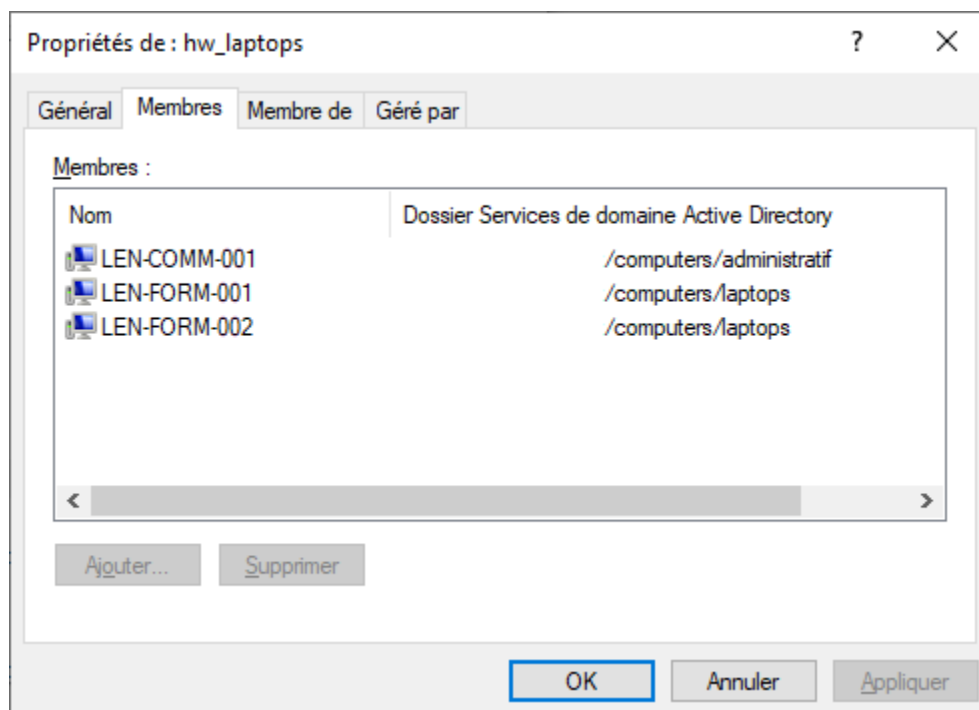 Propriétés de : hw_laptops ? ×
Général Membres Membre de Géré par
Membres :
Nom Dossier Services de domaine Active Directory
LEN-COMM-001 /computers/administratif
LEN-FORM-001 /computers/laptops
LEN-FORM-002 /computers/laptops
Ajouter... Supprimer
OK Annuler Appliquer